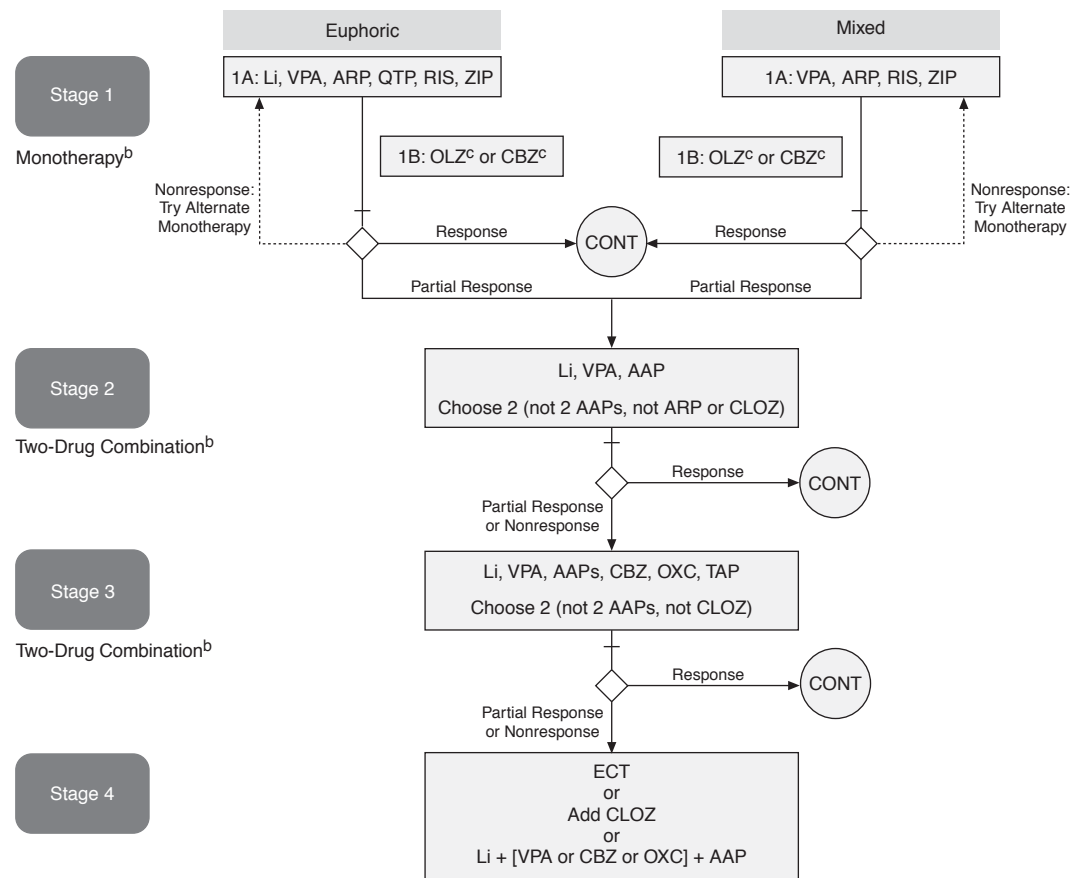 Euphoric
Mixed
Stage 1
Monotherapyb
1A: Li, VPA, ARP, QTP, RIS, ZIP
1A: VPA, ARP, RIS, ZIP
1B: OLZc or CBZc
1B: OLZc or CBZc
Nonresponse:
Try Alternate
Monotherapy
Nonresponse:
Try Alternate
Monotherapy
Response
CONT
Response
Partial Response
Partial Response
Stage 2
Two-Drug Combinationb
Li, VPA, AAP
Choose 2 (not 2 AAPs, not ARP or CLOZ)
Response
CONT
Partial Response
or Nonresponse
Stage 3
Two-Drug Combinationb
Li, VPA, AAPs, CBZ, OXC, TAP
Choose 2 (not 2 AAPs, not CLOZ)
Response
CONT
Partial Response
or Nonresponse
Stage 4
ECT
or
Add CLOZ
or
Li + [VPA or CBZ or OXC] + AAP